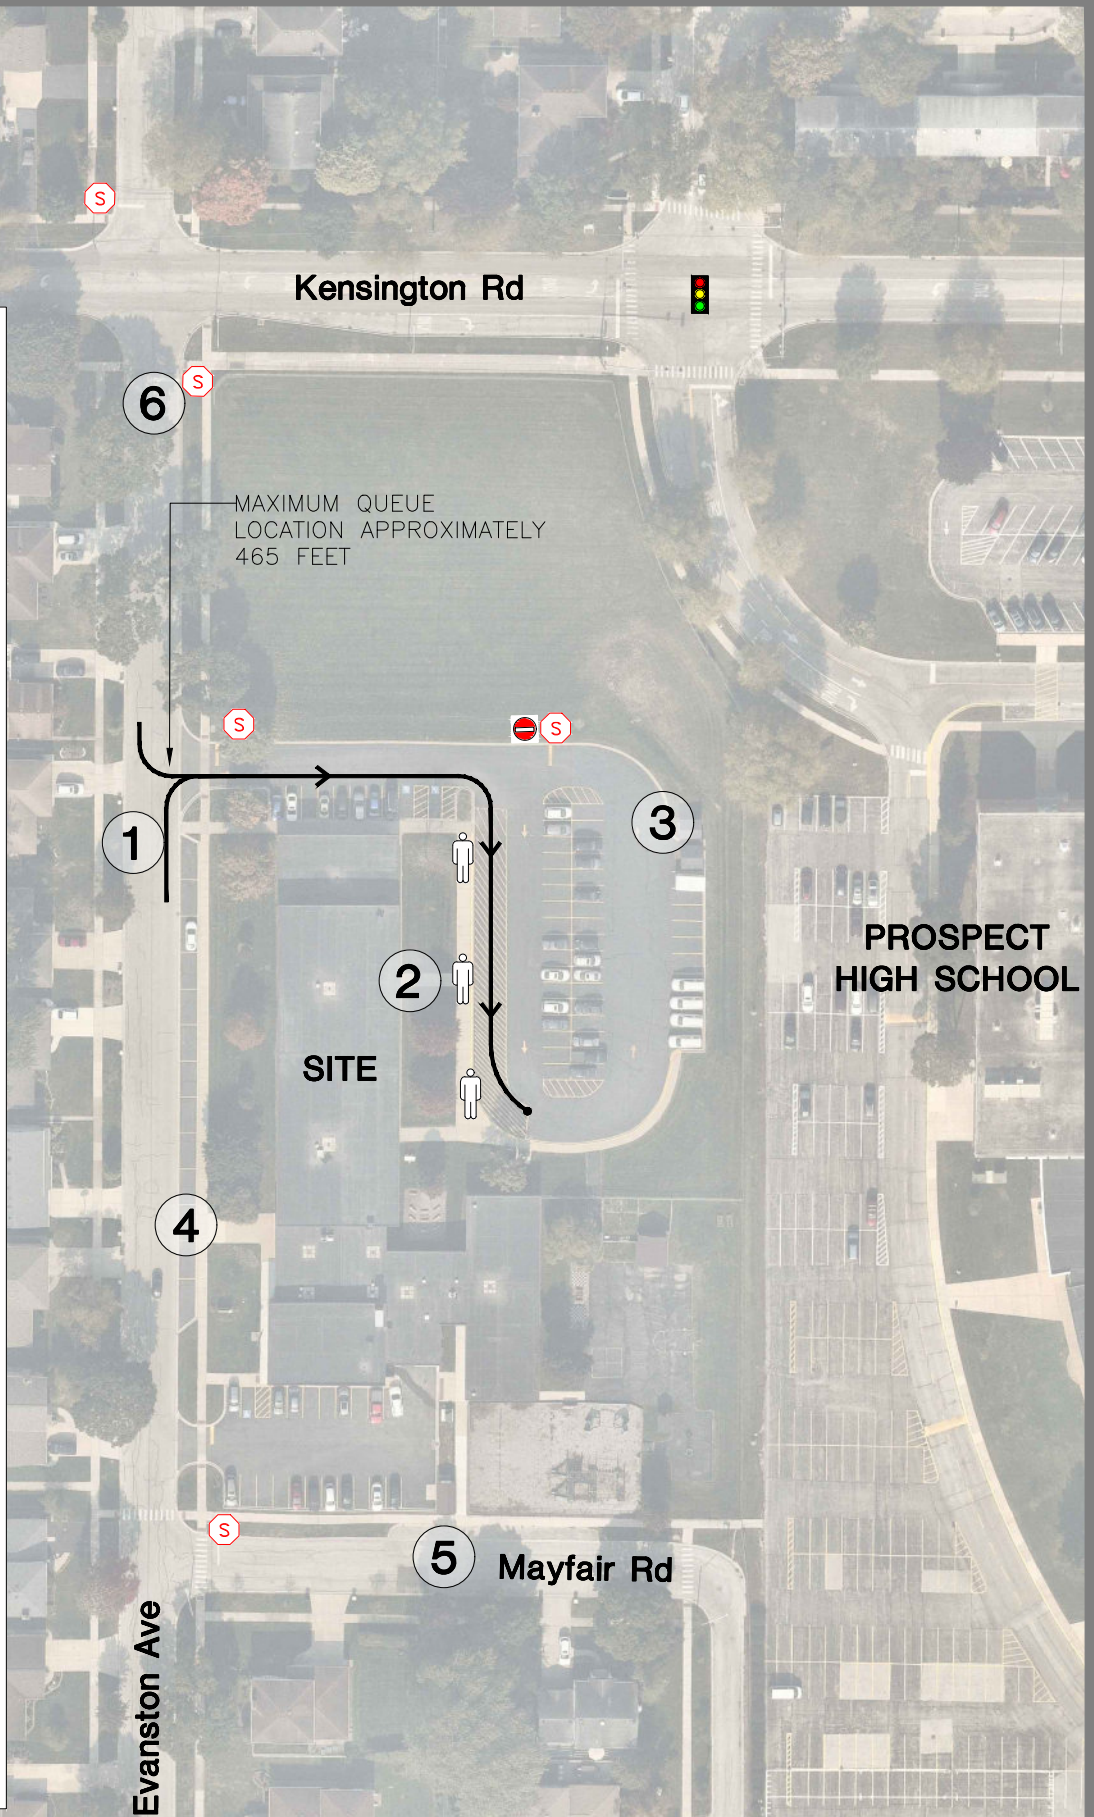 S
Kensington Rd
S
6
MAXIMUM QUEUE
LOCATION APPROXIMATELY
465 FEET
S
S
1
3
PROSPECT
HIGH SCHOOL
2
SITE
4
S
5
Mayfair Rd
Evanston Ave